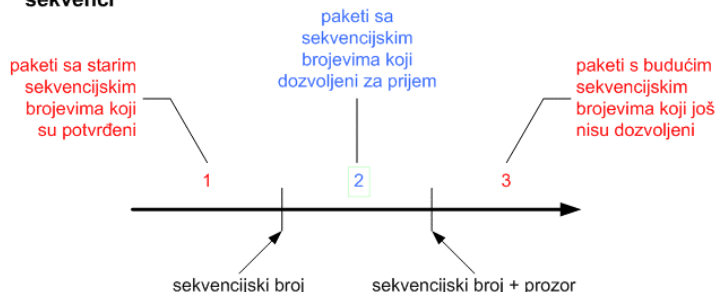 sekvenci
paketi sa
sekvencijskim
brojevima koji
dozvoljeni za prijem
paketi sa starim
sekvencijskim
brojevima koji
su potvrđeni
paketi s budućim
sekvencijskim
brojevima koji još
nisu dozvoljeni
1
2
3
sekvencijski broj
sekvencijski broj + prozor